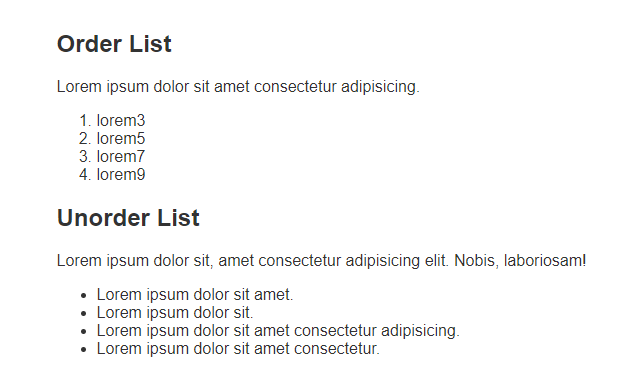 Order List
Lorem ipsum dolor sit amet consectetur adipisicing.
1. lorem3
2. lorem5
3. lorem7
4. lorem9
Unorder List
Lorem ipsum dolor sit, amet consectetur adipisicing elit. Nobis, laboriosam!
• Lorem ipsum dolor sit amet.
• Lorem ipsum dolor sit.
• Lorem ipsum dolor sit amet consectetur adipisicing.
• Lorem ipsum dolor sit amet consectetur.